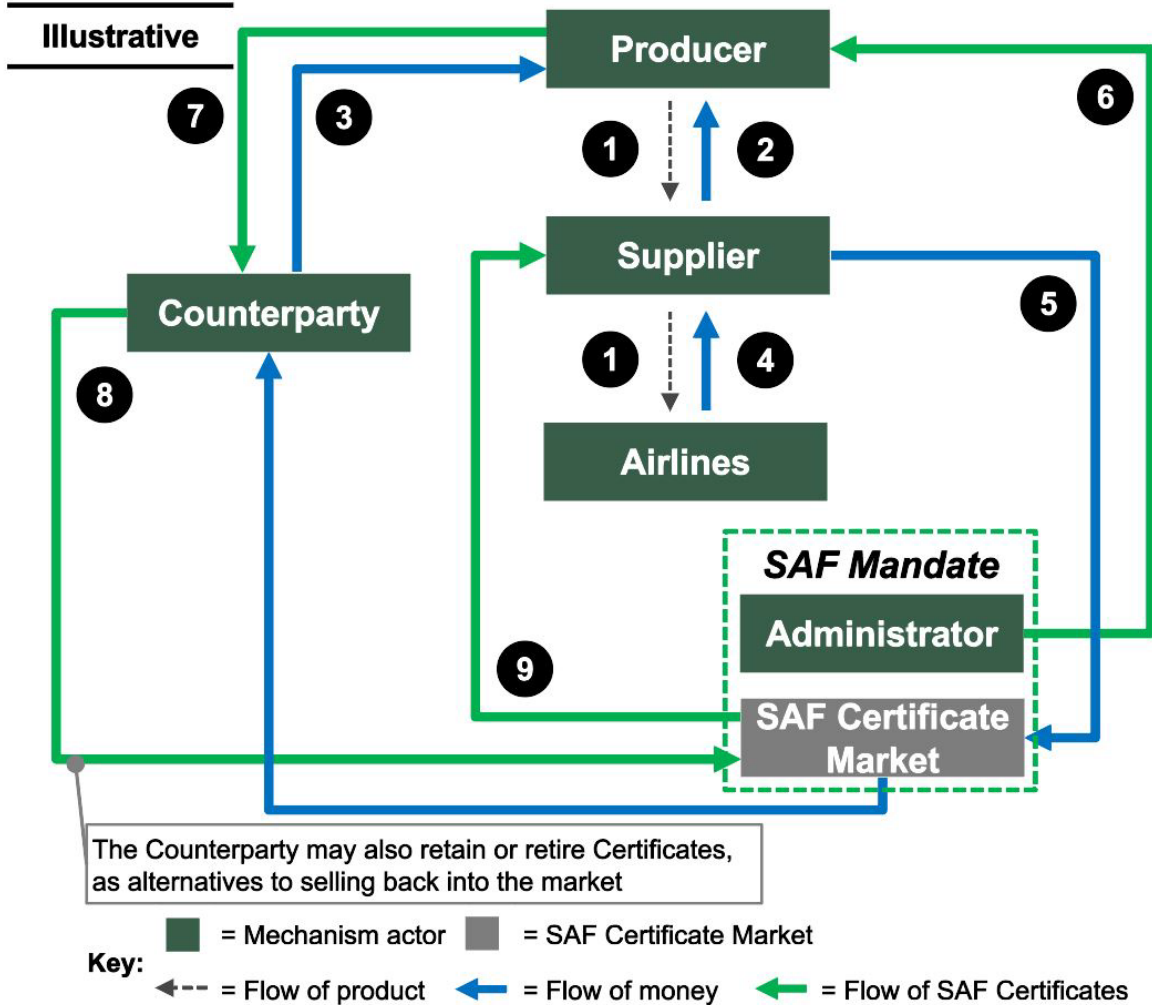 Illustrative
Producer
7
3
6
1
2
Supplier
Counterparty
5
1
4
8
Airlines
SAF Mandate
Administrator
9
SAF Certificate
Market
The Counterparty may also retain or retire Certificates,
as alternatives to selling back into the market
= Mechanism actor
= SAF Certificate Market
Key:
= Flow of product
= Flow of money
= Flow of SAF Certificates